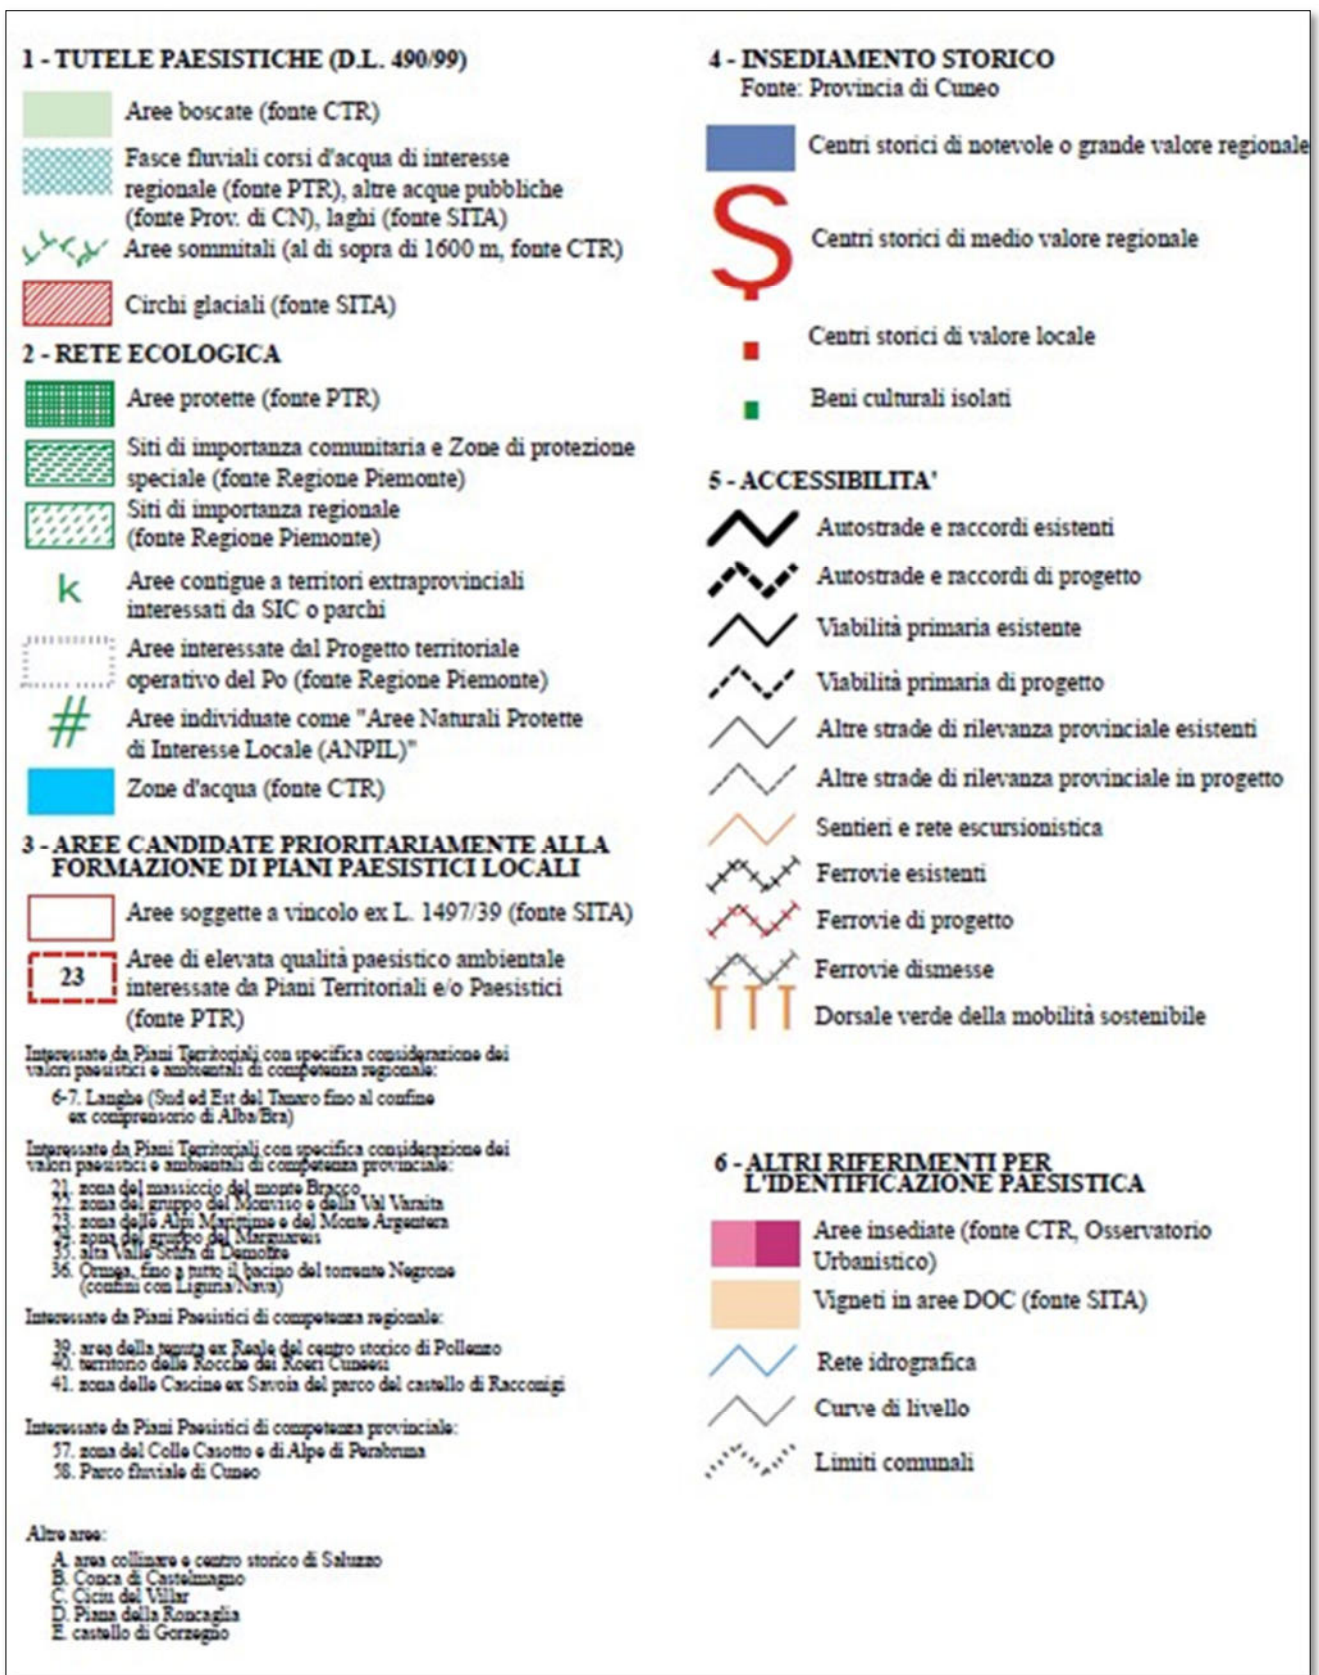 1 - TUTELE PAESISTICHE (D.L. 490/99)
Aree boscate (fonte CTR)
Fasce fluviali corsi d'acqua di interesse
regionale (fonte PTR), altre acque pubbliche
(fonte Prov. di CN), laghi (fonte SITA)
Aree sommitali (al di sopra di 1600 m, fonte CTR)
Circhi glaciali (fonte SITA)
2 - RETE ECOLOGICA
Aree protette (fonte PTR)
Siti di importanza comunitaria e Zone di protezione
speciale (fonte Regione Piemonte)
Siti di importanza regionale
(fonte Regione Piemonte)
k
Aree contigue a territori extraprovinciali
interessati da SIC o parchi
Aree interessate dal Progetto territoriale
operativo del Po (fonte Regione Piemonte)
#
Aree individuate come "Aree Naturali Protette
di Interesse Locale (ANPIL)"
Zone d'acqua (fonte CTR)
3 - AREE CANDIDATE PRIORITARIAMENTE ALLA
FORMAZIONE DI PIANI PAESISTICI LOCALI
Aree soggette a vincolo ex L. 1497/39 (fonte SITA)
23
Aree di elevata qualità paesistico ambientale
interessate da Piani Territoriali e/o Paesistici
(fonte PTR)
Interessate da Piani Territoriali con specifica considerazione dei
valori paesistici e ambientali di competenza regionale:
6-7. Langhe (Sud ed Est del Tanaro fino al confine
ex comprensorio di Alba/Bra)
Interessate da Piani Territoriali con specifica considerazione dei
valori paesistici e ambientali di competenza provinciale:
21. zona del massiccio del monte Bracco
22. zona del gruppo del Monviso e della Val Varaita
23. zona delle Alpi Marittime e del Monte Argentera
24. zona del gruppo del Marguareis
35. alta Valle Stura di Demonte
36. Ormea, fino a tutto il bacino del torrente Negrone
(confini con Liguria/Nava)
Interessate da Piani Paesistici di competenza regionale:
39. area della tenuta ex Reale del centro storico di Pollenzo
40. territorio delle Rocche dei Roeri Cuneesi
41. zona delle Cascine ex Savoia del parco del castello di Racconigi
Interessate da Piani Paesistici di competenza provinciale:
57. zona del Colle Casotto e di Alpe di Perabruna
58. Parco fluviale di Cuneo
Altre aree:
A. area collinare e centro storico di Saluzzo
B. Conca di Castelmagno
C. Ciciu del Villar
D. Piana della Roncaglia
E. castello di Gorzegno
4 - INSEDIAMENTO STORICO
Fonte: Provincia di Cuneo
Centri storici di notevole o grande valore regionale
Ş
Centri storici di medio valore regionale
Centri storici di valore locale
Beni culturali isolati
5 - ACCESSIBILITA'
Autostrade e raccordi esistenti
Autostrade e raccordi di progetto
Viabilità primaria esistente
Viabilità primaria di progetto
Altre strade di rilevanza provinciale esistenti
Altre strade di rilevanza provinciale in progetto
Sentieri e rete escursionistica
Ferrovie esistenti
Ferrovie di progetto
Ferrovie dismesse
Dorsale verde della mobilità sostenibile
6 - ALTRI RIFERIMENTI PER
L'IDENTIFICAZIONE PAESISTICA
Aree insediate (fonte CTR, Osservatorio
Urbanistico)
Vigneti in aree DOC (fonte SITA)
Rete idrografica
Curve di livello
Limiti comunali